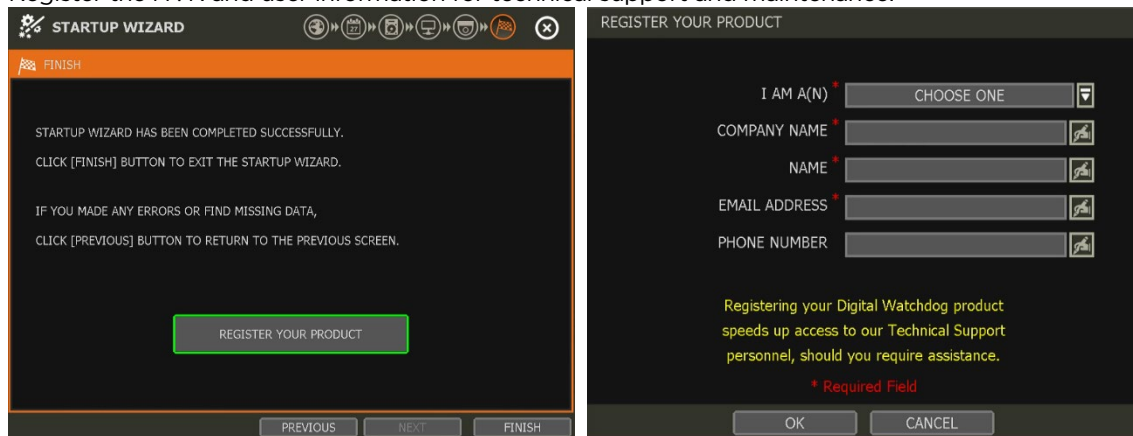 STARTUP WIZARD
27
FINISH
STARTUP WIZARD HAS BEEN COMPLETED SUCCESSFULLY.
CLICK [FINISH] BUTTON TO EXIT THE STARTUP WIZARD.
IF YOU MADE ANY ERRORS OR FIND MISSING DATA,
CLICK [PREVIOUS] BUTTON TO RETURN TO THE PREVIOUS SCREEN.
REGISTER YOUR PRODUCT
PREVIOUS NEXT FINISH
REGISTER YOUR PRODUCT
I AM A(N) * CHOOSE ONE
COMPANY NAME *
NAME *
EMAIL ADDRESS *
PHONE NUMBER
Registering your Digital Watchdog product
speeds up access to our Technical Support
personnel, should you require assistance.
* Required Field
OK CANCEL